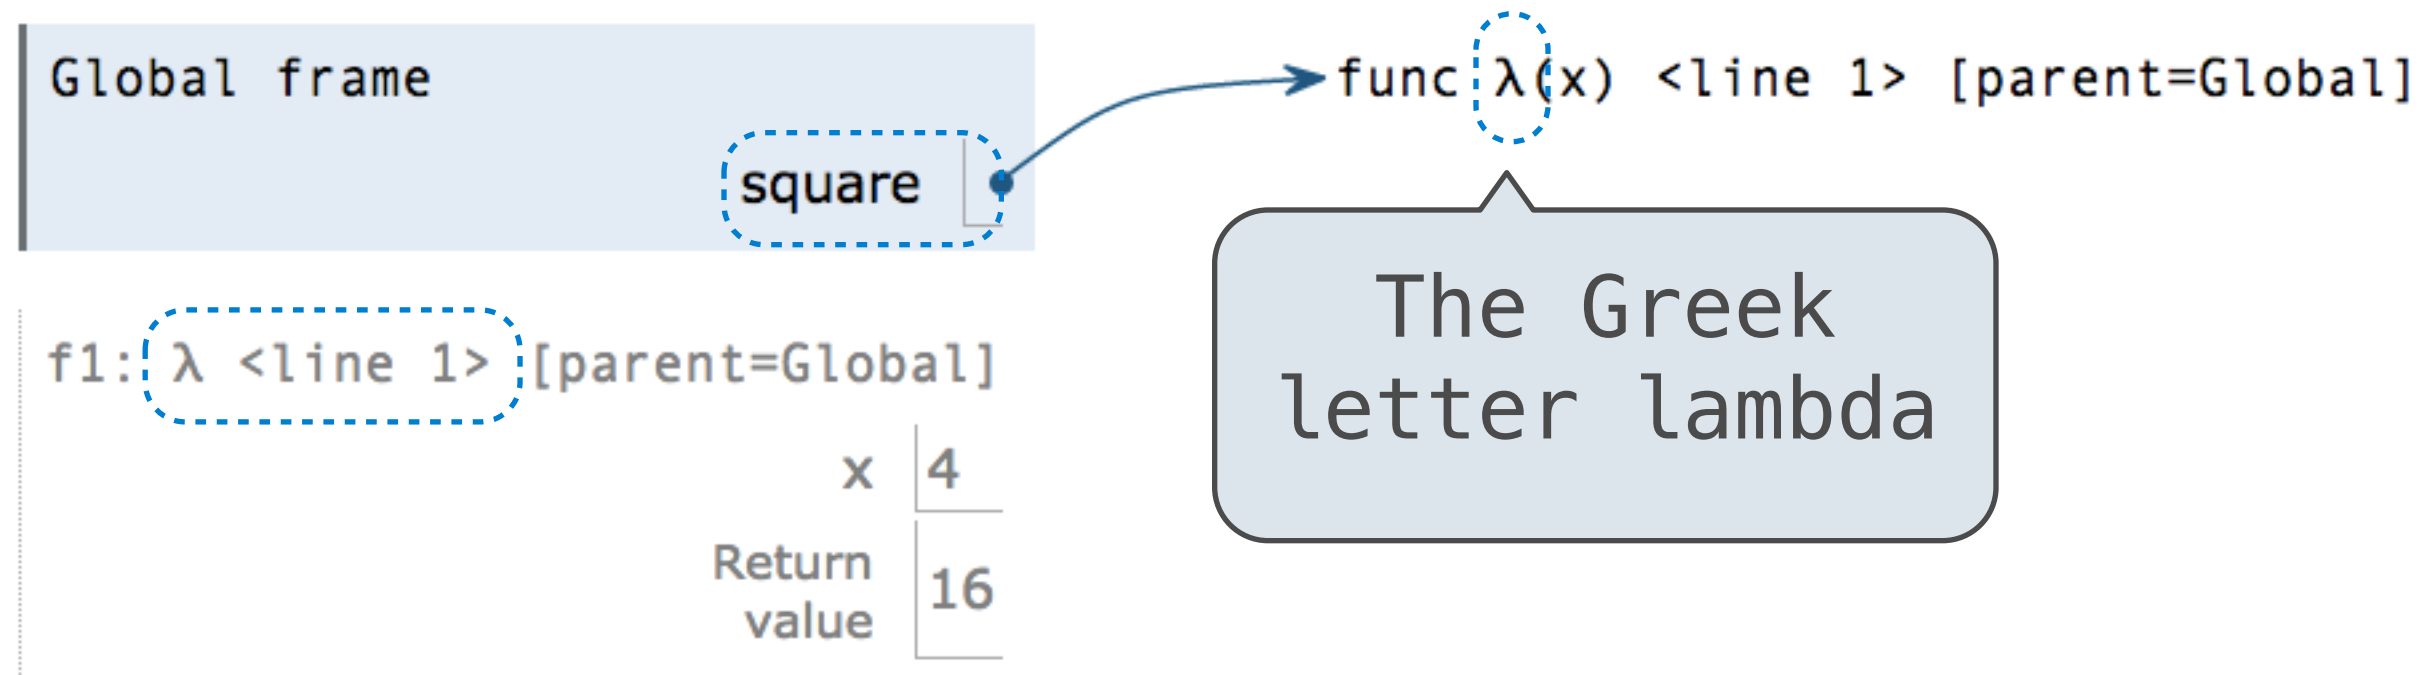 Global frame
square
func λ(x) <line 1> [parent=Global]
The Greek
letter lambda
f1: λ <line 1> [parent=Global]
x 4
Return
value 16